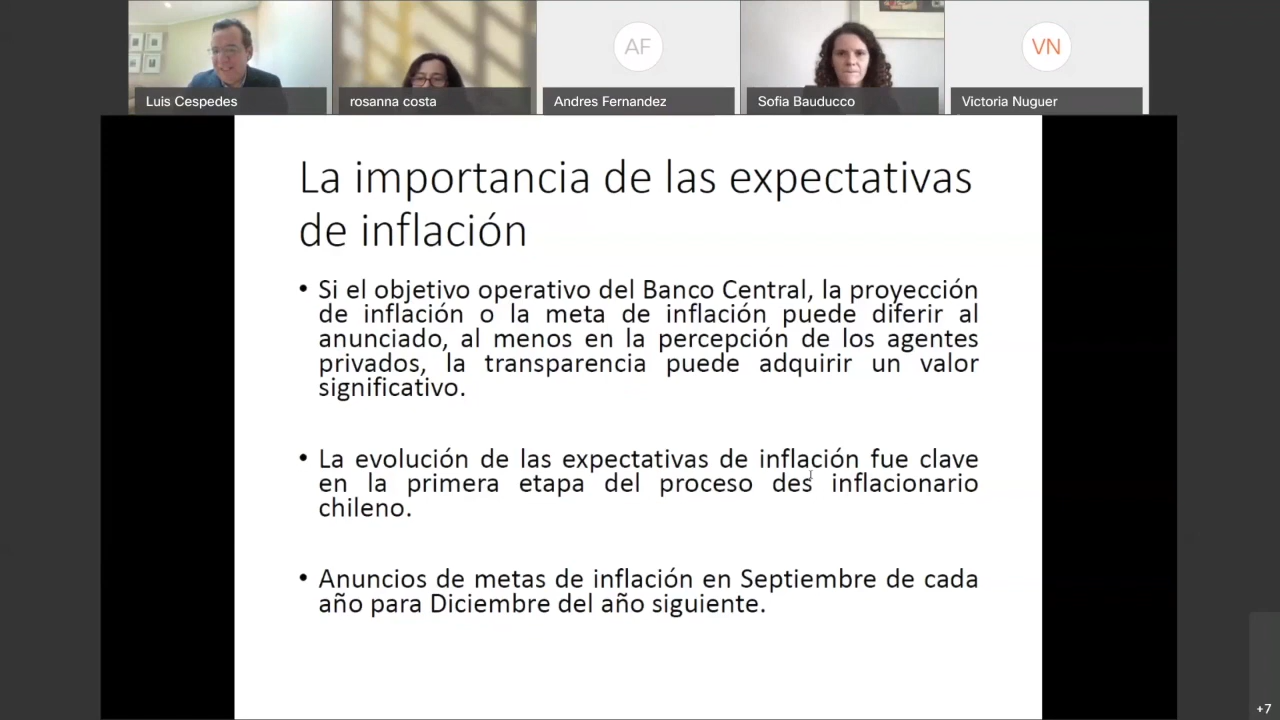 Luis Cespedes
rosanna costa
AF
Andres Fernandez
Sofia Bauducco
VN
Victoria Nuguer
La importancia de las expectativas
de inflación
• Si el objetivo operativo del Banco Central, la proyección
de inflación o la meta de inflación puede diferir al
anunciado, al menos en la percepción de los agentes
privados, la transparencia puede adquirir un valor
significativo.
• La evolución de las expectativas de inflación fue clave
en la primera etapa del proceso des inflacionario
chileno.
• Anuncios de metas de inflación en Septiembre de cada
año para Diciembre del año siguiente.
+7